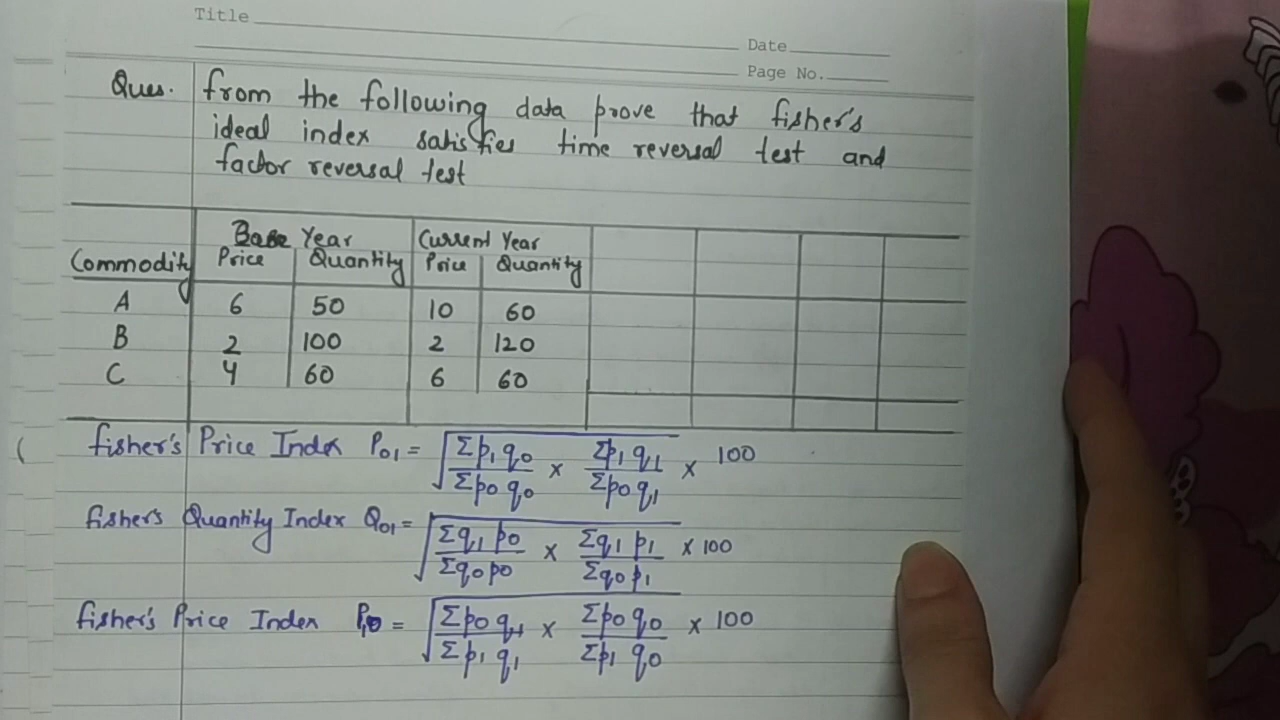 Title
Date
Page No.
Ques. from the following data prove that fisher's
ideal index satisfies time reversal test and
factor reversal test
Base Year Current Year
Commodity Price Quantity Price Quantity
A 6 50 10 60
B 2 100 2 120
C 4 60 6 60
fisher's Price Index P01 = √(Σp1q0/Σp0q0 × Σp1q1/Σp0q1) × 100
fisher's Quantity Index Q01 = √(Σq1p0/Σq0p0 × Σq1p1/Σq0p1) × 100
fisher's Price Index P10 = √(Σp0q1/Σp1q1 × Σp0q0/Σp1q0) × 100